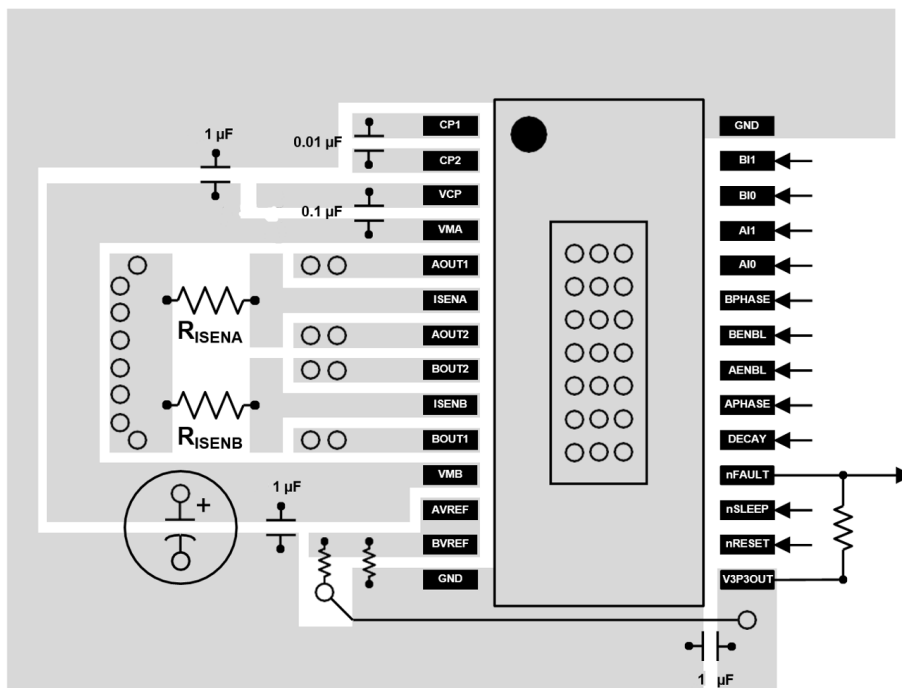 CP1
GND
1 µF
0.01 µF
CP2
BI1
VCP
BI0
0.1 µF
VMA
AI1
AOUT1
AI0
ISENA
BPHASE
RISENA
AOUT2
BENBL
BOUT2
AENBL
ISENB
APHASE
RISENB
BOUT1
DECAY
VMB
nFAULT
1 µF
+
AVREF
nSLEEP
BVREF
nRESET
GND
V3P3OUT
1 µF